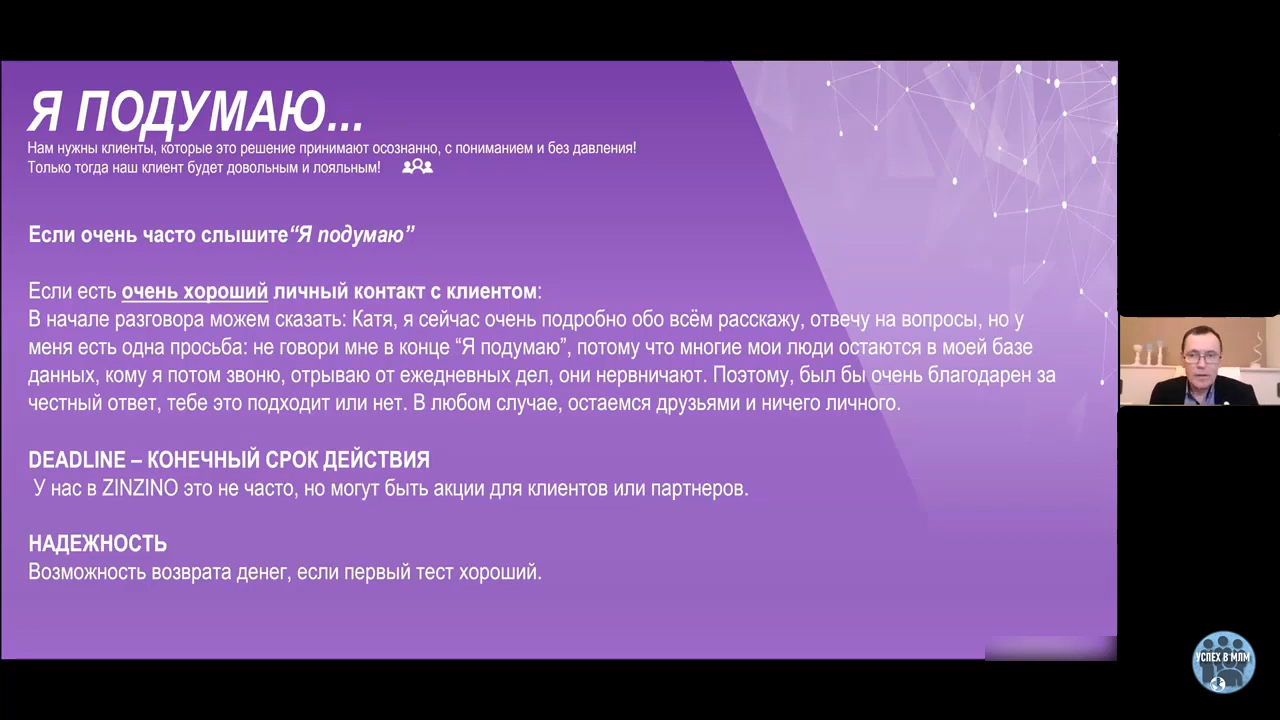 Я ПОДУМАЮ...
Нам нужны клиенты, которые это решение принимают осознанно, с пониманием и без давления!
Только тогда наш клиент будет довольным и лояльным!
Если очень часто слышите“Я подумаю”
Если есть очень хороший личный контакт с клиентом:
В начале разговора можем сказать: Катя, я сейчас очень подробно обо всём расскажу, отвечу на вопросы, но у
меня есть одна просьба: не говори мне в конце “Я подумаю”, потому что многие мои люди остаются в моей базе
данных, кому я потом звоню, отрываю от ежедневных дел, они нервничают. Поэтому, был бы очень благодарен за
честный ответ, тебе это подходит или нет. В любом случае, остаемся друзьями и ничего личного.
DEADLINE – КОНЕЧНЫЙ СРОК ДЕЙСТВИЯ
У нас в ZINZINO это не часто, но могут быть акции для клиентов или партнеров.
НАДЕЖНОСТЬ
Возможность возврата денег, если первый тест хороший.
УСПЕХ В МЛМ